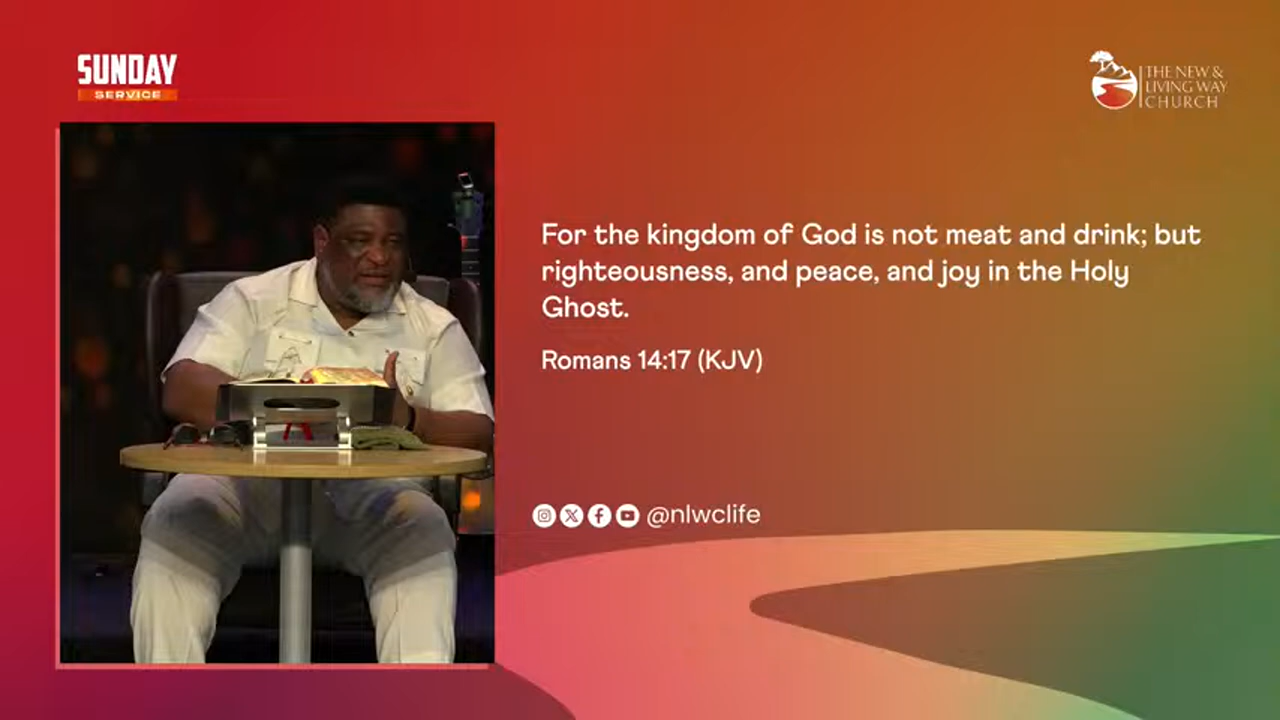 SUNDAY
SERVICE
THE NEW &
LIVING WAY
CHURCH
For the kingdom of God is not meat and drink; but
righteousness, and peace, and joy in the Holy
Ghost.
Romans 14:17 (KJV)
@nlwclife